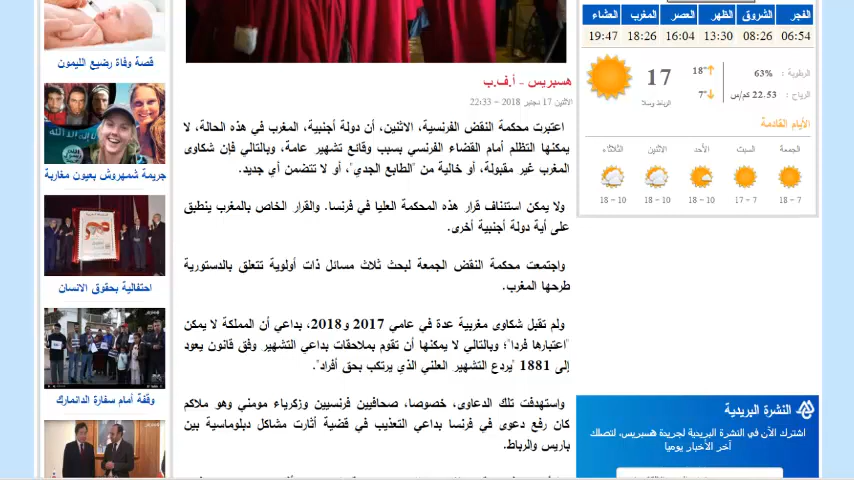 الفجر الشروق الظهر العصر المغرب العشاء
06:54 08:26 13:30 16:04 18:26 19:47
17
18°
7°
الرباط وسلا
الرطوبة : 63%
الرياح : 22.53 كم/س
الأيام القادمة
الجمعة السبت الأحد الإثنين الثلاثاء
18 - 7 17 - 7 18 - 10 18 - 10 18 - 10
النشرة البريدية
اشترك الآن في النشرة البريدية لجريدة هسبريس، لتصلك
آخر الأخبار يوميا
هسبريس - أ.ف.ب
الاثنين 17 دجنبر 2018 - 22:33
اعتبرت محكمة النقض الفرنسية، الاثنين، أن دولة أجنبية، المغرب في هذه الحالة، لا
يمكنها التظلم أمام القضاء الفرنسي بسبب وقائع تشهير عامة، وبالتالي فإن شكاوى
المغرب غير مقبولة، أو خالية من "الطابع الجدي"، أو لا تتضمن أي جديد.
ولا يمكن استئناف قرار هذه المحكمة العليا في فرنسا. والقرار الخاص بالمغرب ينطبق
على أية دولة أجنبية أخرى.
واجتمعت محكمة النقض الجمعة لبحث ثلاث مسائل ذات أولوية تتعلق بالدستورية
طرحها المغرب.
ولم تقبل شكاوى مغربية عدة في عامي 2017 و2018، بداعي أن المملكة لا يمكن
"اعتبارها فردا"؛ وبالتالي لا يمكنها أن تقوم بملاحقات بداعي التشهير وفق قانون يعود
إلى 1881 "يردع التشهير العلني الذي يرتكب بحق أفراد".
واستهدفت تلك الدعاوى، خصوصا، صحافيين فرنسيين وزكرياء مومني وهو ملاكم
كان رفع دعوى في فرنسا بداعي التعذيب في قضية أثارت مشاكل دبلوماسية بين
باريس والرباط.
قصة وفاة رضيع الليمون
جريمة شمهروش بعيون مغاربة
احتفالية بحقوق الانسان
وقفة أمام سفارة الدانمارك